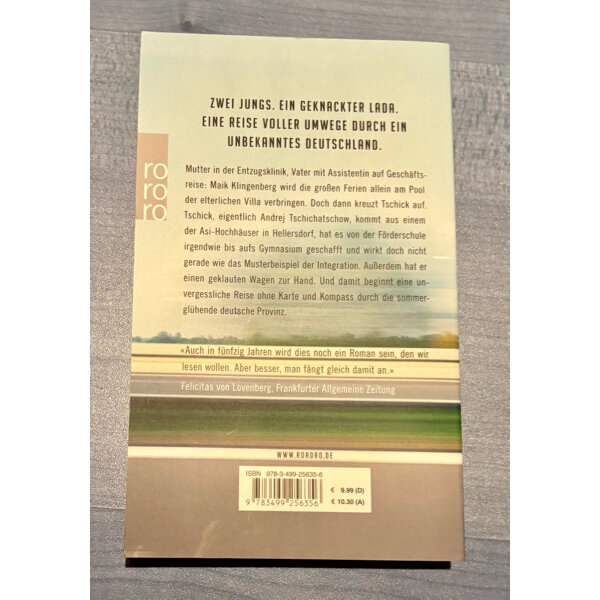 ZWEI JUNGS. EIN GEKNACKTER LADA.
EINE REISE VOLLER UMWEGE DURCH EIN
UNBEKANNTES DEUTSCHLAND.
ro
ro
ro
Mutter in der Entzugsklinik, Vater mit Assistentin auf Geschäfts-
reise: Maik Klingenberg wird die großen Ferien allein am Pool
der elterlichen Villa verbringen. Doch dann kreuzt Tschick auf.
Tschick, eigentlich Andrej Tschichatschow, kommt aus einem
der Asi-Hochhäuser in Hellersdorf, hat es von der Förderschule
irgendwie bis aufs Gymnasium geschafft und wirkt doch nicht
gerade wie das Musterbeispiel der Integration. Außerdem hat er
einen geklauten Wagen zur Hand. Und damit beginnt eine un-
vergessliche Reise ohne Karte und Kompass durch die sommer-
glühende deutsche Provinz.
«Auch in fünfzig Jahren wird dies noch ein Roman sein, den wir
lesen wollen. Aber besser, man fängt gleich damit an.»
Felicitas von Lovenberg, Frankfurter Allgemeine Zeitung
WWW.RORORO.DE
ISBN 978-3-499-25635-6
€ 9.99 (D)
€ 10.30 (A)
9 783499 256356